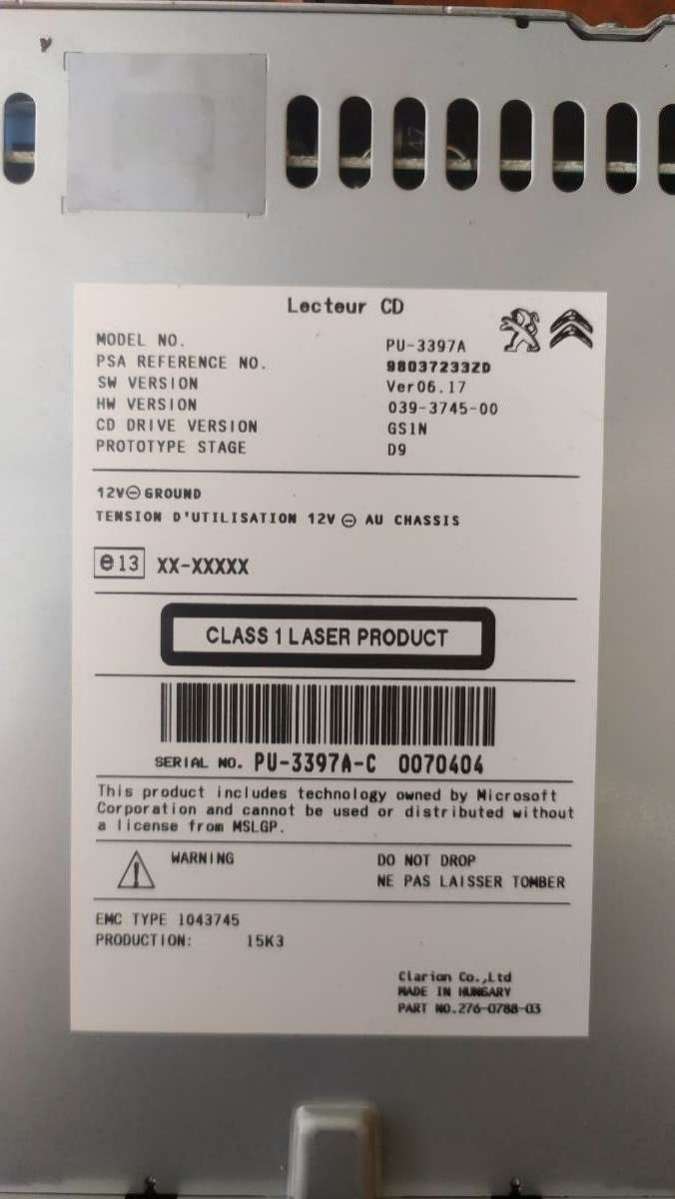 Lecteur CD
MODEL NO. PU-3397A
PSA REFERENCE NO. 98037233ZD
SW VERSION Ver06.17
HW VERSION 039-3745-00
CD DRIVE VERSION GS1N
PROTOTYPE STAGE D9
12V⊖GROUND
TENSION D'UTILISATION 12V ⊖ AU CHASSIS
e13 XX-XXXXX
CLASS 1 LASER PRODUCT
SERIAL NO. PU-3397A-C 0070404
This product includes technology owned by Microsoft
Corporation and cannot be used or distributed without
a license from MSLGP.
WARNING DO NOT DROP
NE PAS LAISSER TOMBER
EMC TYPE 1043745
PRODUCTION: 15K3
Clarion Co.,Ltd
MADE IN HUNGARY
PART NO.276-0788-03